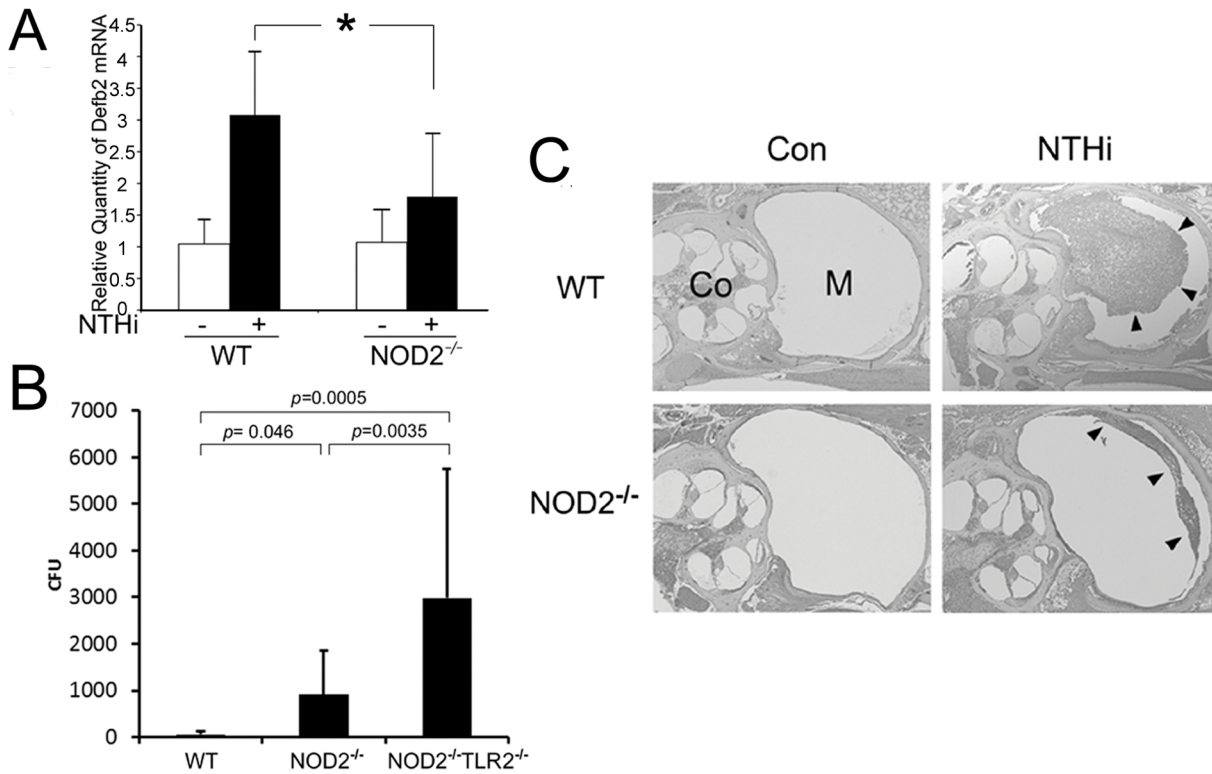 A
Relative Quantity of Defb2 mRNA
4.5
4
3.5
3
2.5
2
1.5
1
0.5
0
*
NTHi - + - +
WT NOD2⁻/⁻
B
CFU
7000
6000
5000
4000
3000
2000
1000
0
p=0.0005
p= 0.046 p=0.0035
WT NOD2⁻/⁻ NOD2⁻/⁻TLR2⁻/⁻
C
Con NTHi
WT
Co M
NOD2⁻/⁻